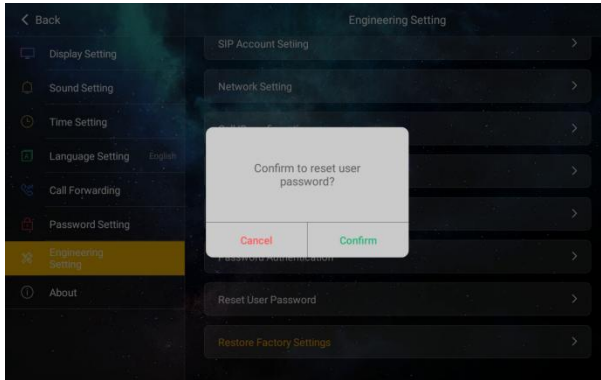 Back
Engineering Setting
Display Setting
Sound Setting
Time Setting
Language Setting English
Call Forwarding
Password Setting
Engineering
Setting
About
SIP Account Setiing
Network Setting
Confirm to reset user
password?
Cancel
Confirm
Password Authentication
Reset User Password
Restore Factory Settings